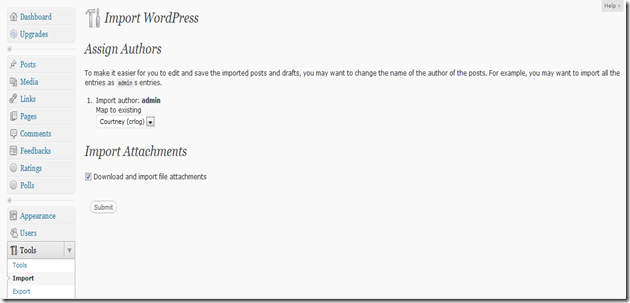 Help
Dashboard
Upgrades
Posts
Media
Links
Pages
Comments
Feedbacks
Ratings
Polls
Appearance
Users
Tools
Tools
Import
Export
Import WordPress
Assign Authors
To make it easier for you to edit and save the imported posts and drafts, you may want to change the name of the author of the posts. For example, you may want to import all the
entries as admin s entries.
1. Import author: admin
Map to existing
Courtney (crlog)
Import Attachments
Download and import file attachments
Submit